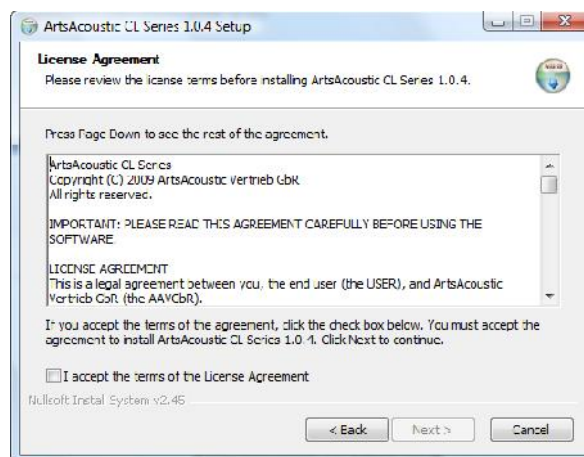 ArtsAcoustic CL Series 1.0.4 Setup
License Agreement
Please review the license terms before installing ArtsAcoustic CL Series 1.0.4.
Press Page Down to see the rest of the agreement.
ArtsAcoustic CL Series
Copyright (C) 2009 ArtsAcoustic Vertrieb GbR
All rights reserved.
IMPORTANT: PLEASE READ THIS AGREEMENT CAREFULLY BEFORE USING THE
SOFTWARE
LICENSE AGREEMENT
This is a legal agreement between you, the end user (the USER), and ArtsAcoustic
Vertrieb GbR (the AAVGbR).
If you accept the terms of the agreement, click the check box below. You must accept the
agreement to install ArtsAcoustic CL Series 1.0.4. Click Next to continue.
I accept the terms of the License Agreement
Nullsoft Install System v2.45
< Back
Next >
Cancel